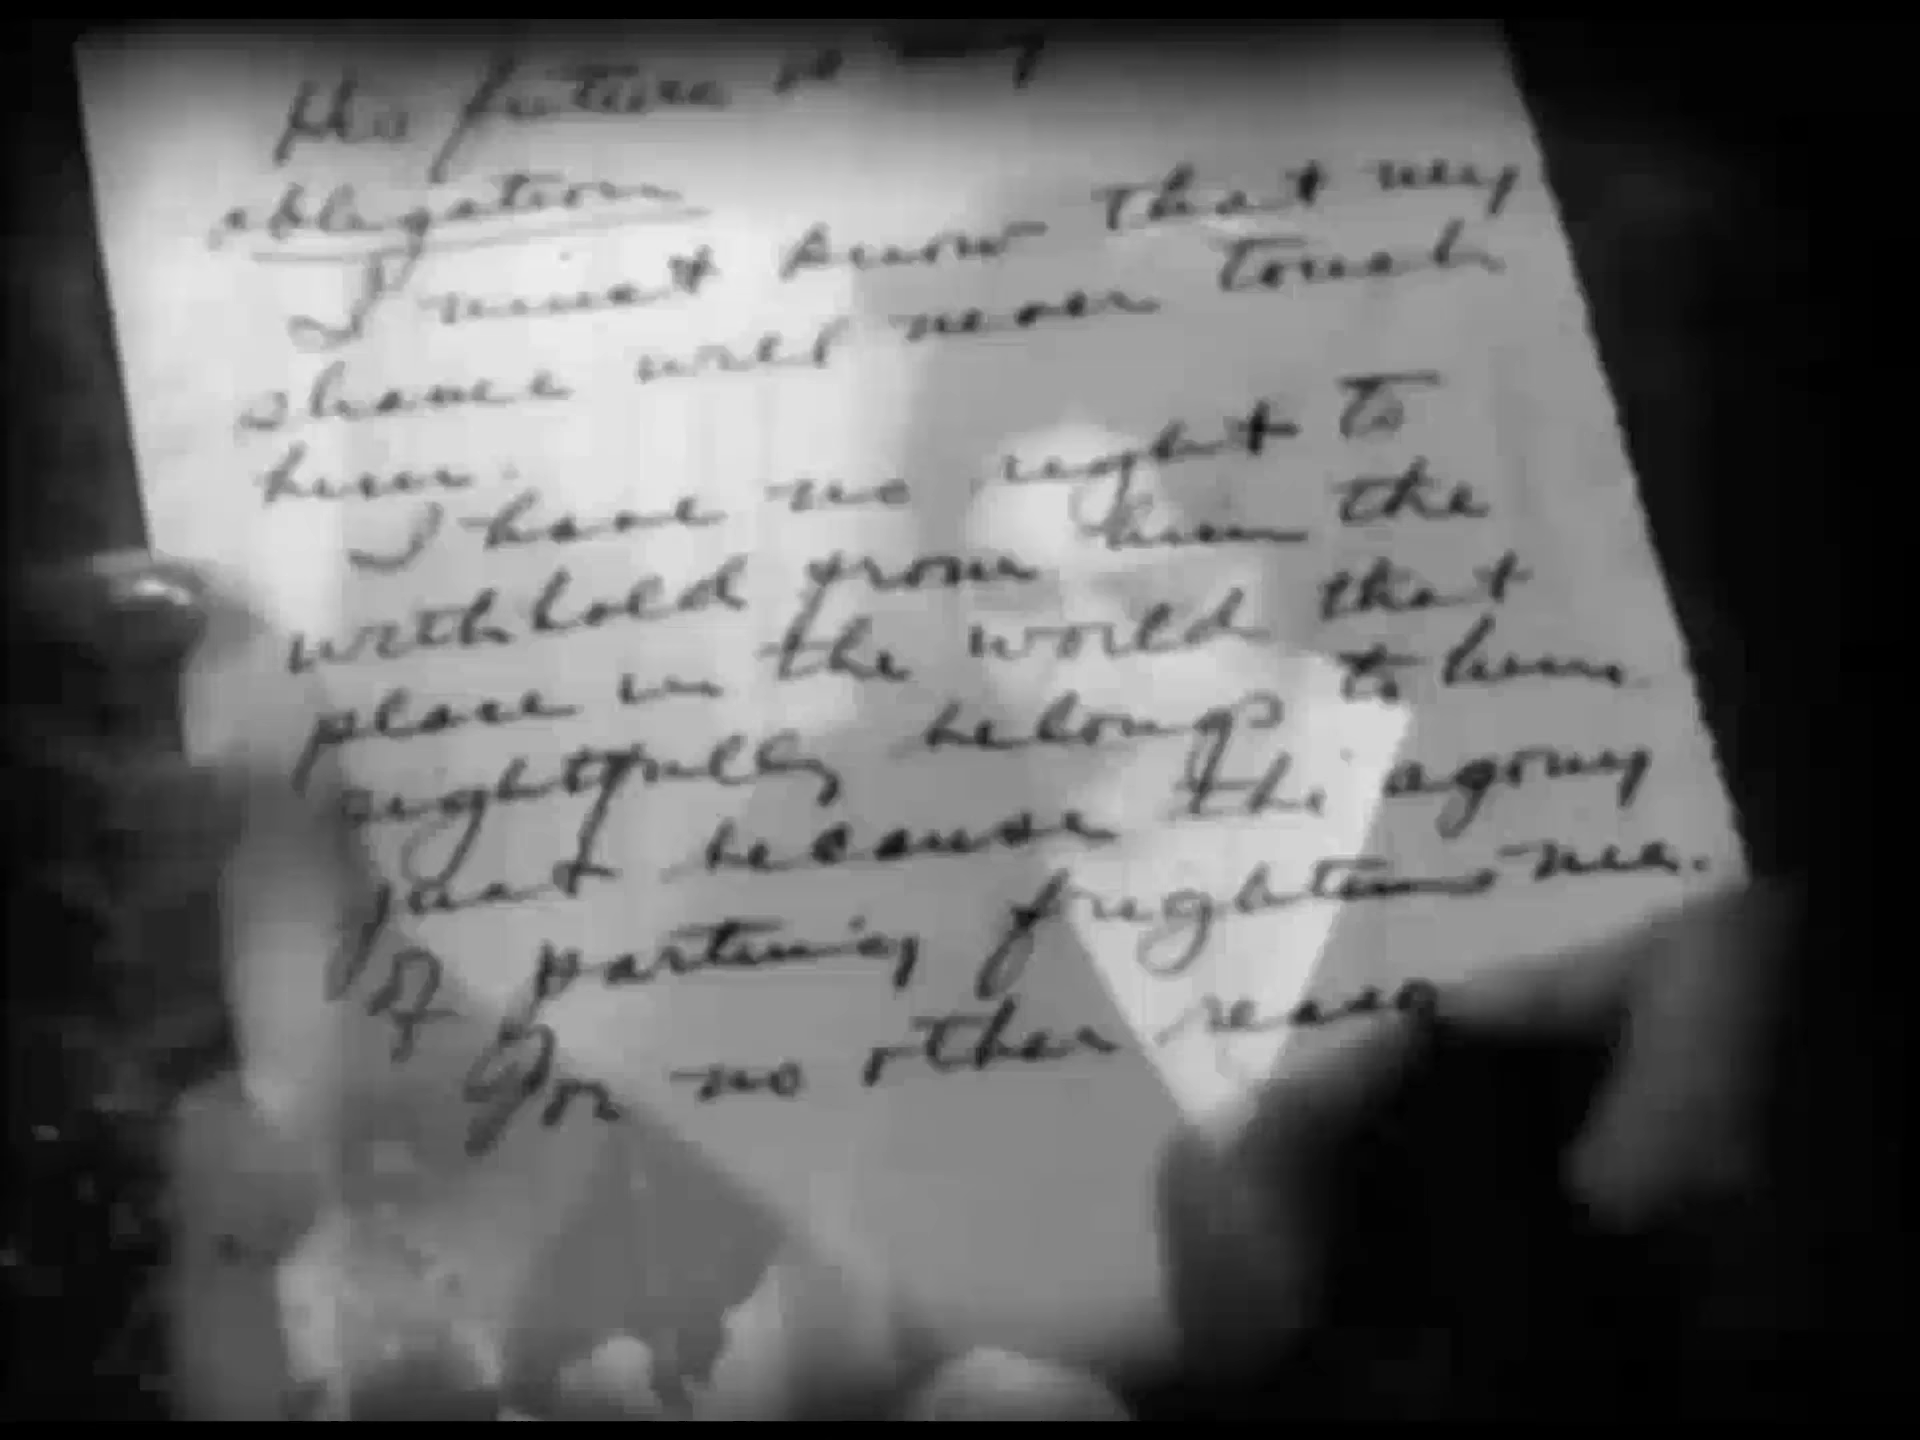 His future is my
obligation
I must know that my
shame will never touch
him.
I have no right to
withhold from him the
place in the world that
rightfully belongs to him
just because the agony
of parting frightens me.
For no other reaso